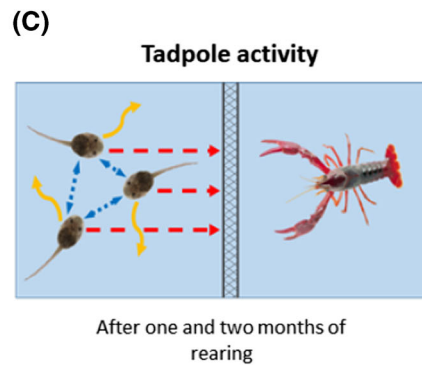 (C)
Tadpole activity
After one and two months of
rearing